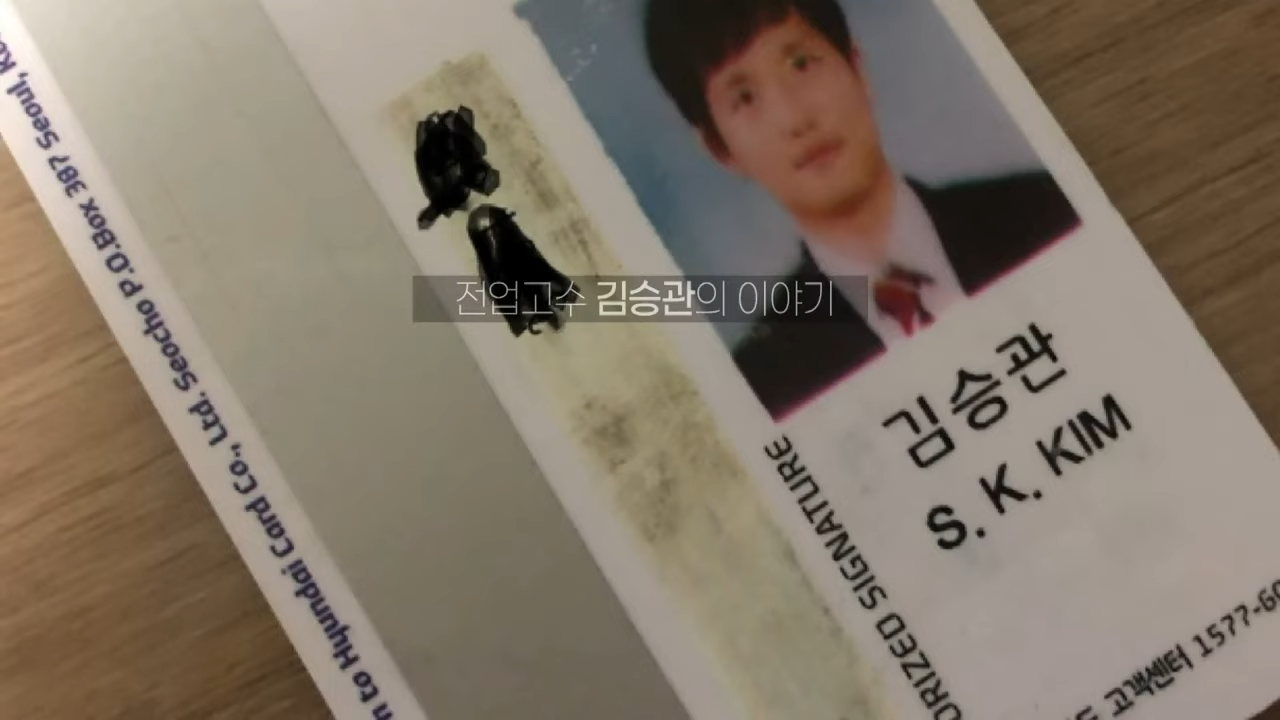 전업고수 김승관의 이야기
김승관
S. K. KIM
SIGNATURE
고객센터 1577-
to Hyundai Card Co., Ltd. Seocho P.O.Box 387 Seoul,